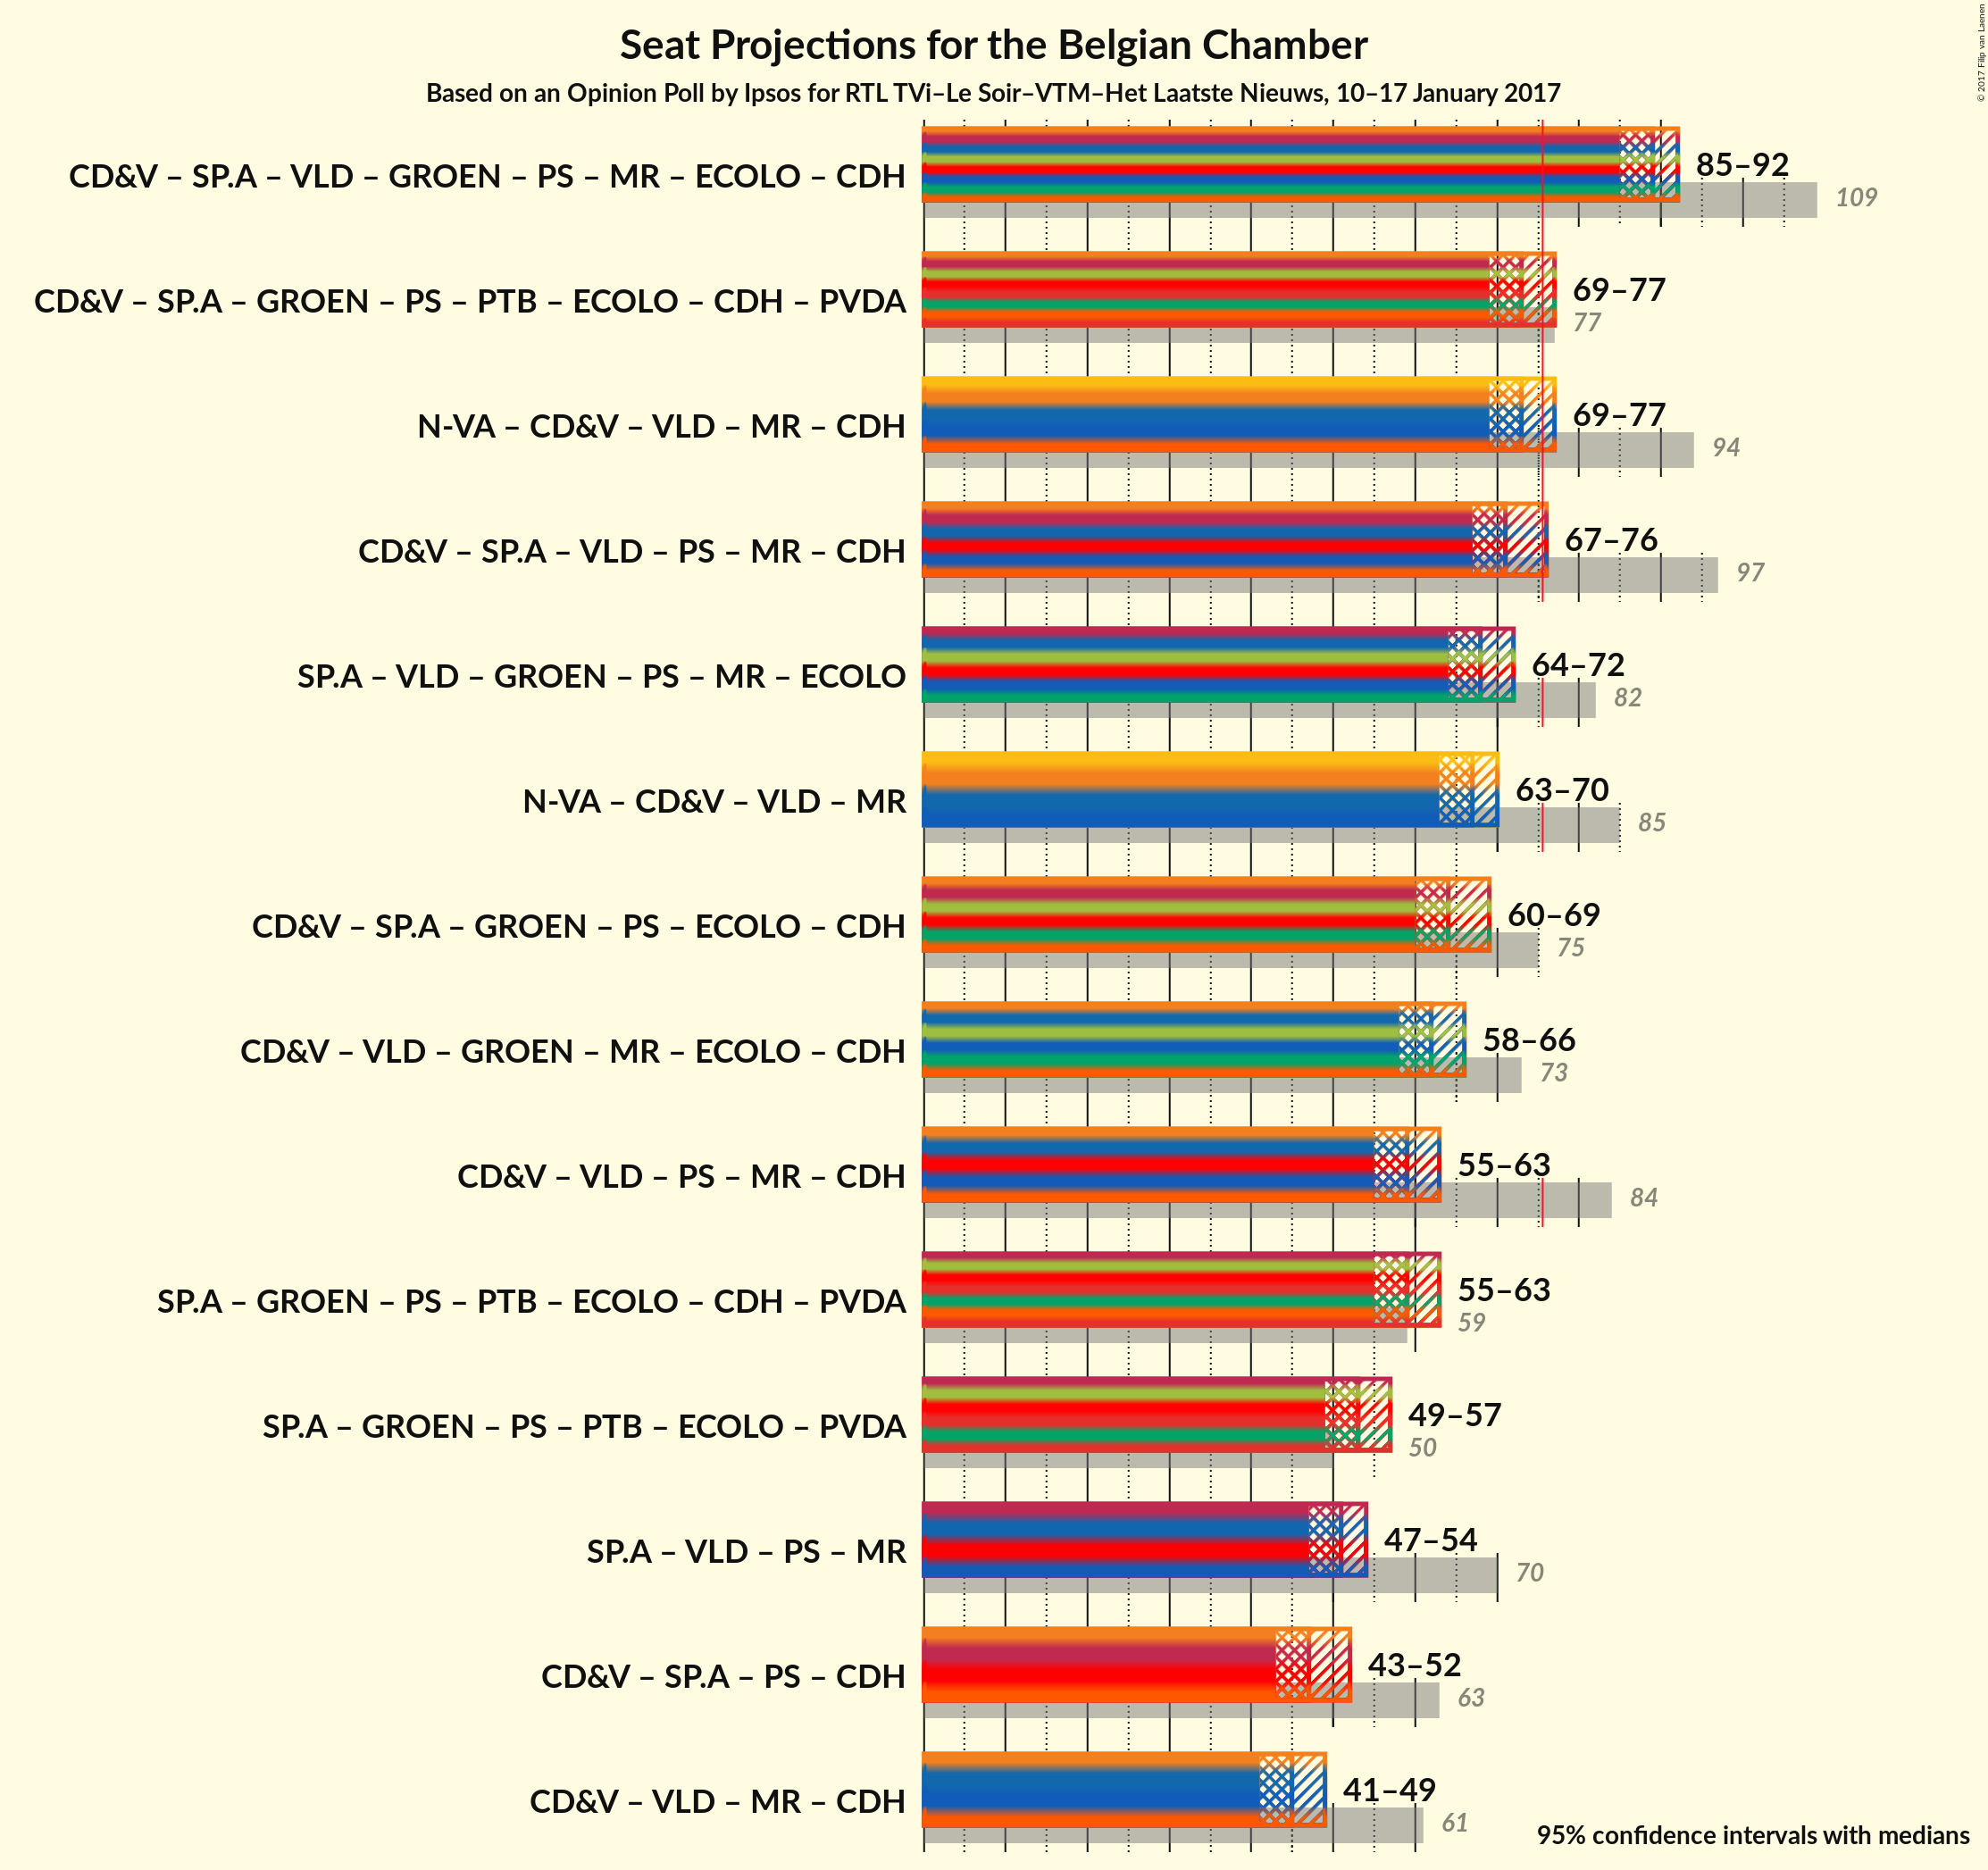 Seat Projections for the Belgian Chamber
Based on an Opinion Poll by Ipsos for RTL TVi–Le Soir–VTM–Het Laatste Nieuws, 10–17 January 2017
© 2017 Filip van Laenen
CD&V – SP.A – VLD – GROEN – PS – MR – ECOLO – CDH
85–92
109
CD&V – SP.A – GROEN – PS – PTB – ECOLO – CDH – PVDA
69–77
77
N-VA – CD&V – VLD – MR – CDH
69–77
94
CD&V – SP.A – VLD – PS – MR – CDH
67–76
97
SP.A – VLD – GROEN – PS – MR – ECOLO
64–72
82
N-VA – CD&V – VLD – MR
63–70
85
CD&V – SP.A – GROEN – PS – ECOLO – CDH
60–69
75
CD&V – VLD – GROEN – MR – ECOLO – CDH
58–66
73
CD&V – VLD – PS – MR – CDH
55–63
84
SP.A – GROEN – PS – PTB – ECOLO – CDH – PVDA
55–63
59
SP.A – GROEN – PS – PTB – ECOLO – PVDA
49–57
50
SP.A – VLD – PS – MR
47–54
70
CD&V – SP.A – PS – CDH
43–52
63
CD&V – VLD – MR – CDH
41–49
61
95% confidence intervals with medians